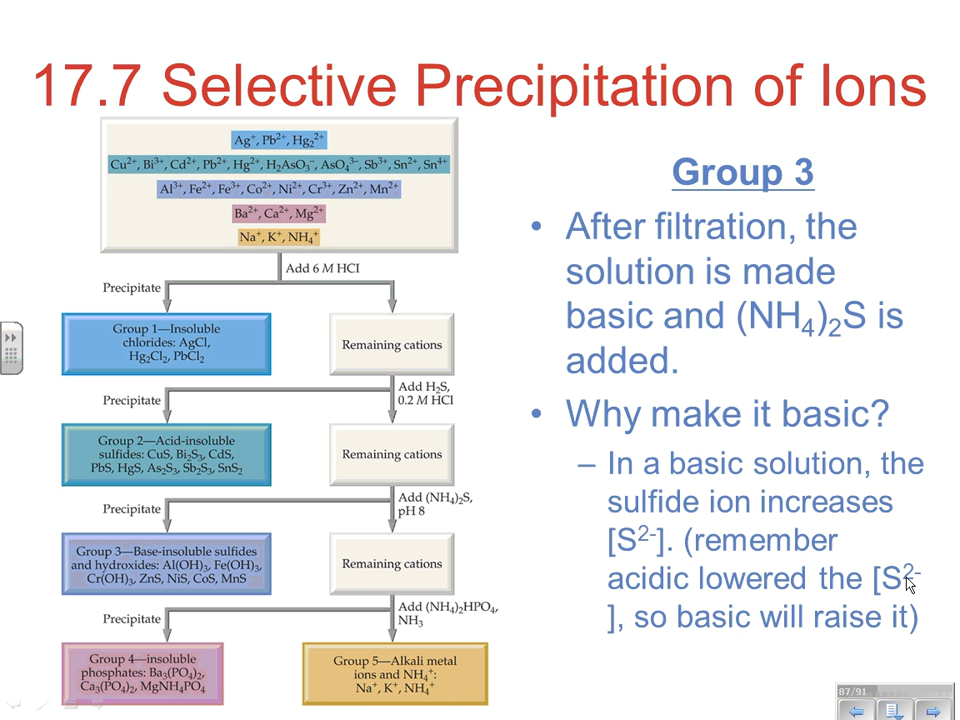 17.7 Selective Precipitation of Ions
Ag⁺, Pb²⁺, Hg₂²⁺
Cu²⁺, Bi³⁺, Cd²⁺, Pb²⁺, Hg²⁺, H₂AsO₃⁻, AsO₄³⁻, Sb³⁺, Sn²⁺, Sn⁴⁺
Al³⁺, Fe²⁺, Fe³⁺, Co²⁺, Ni²⁺, Cr³⁺, Zn²⁺, Mn²⁺
Ba²⁺, Ca²⁺, Mg²⁺
Na⁺, K⁺, NH₄⁺
Add 6 M HCl
Precipitate
Group 1—Insoluble
chlorides: AgCl,
Hg₂Cl₂, PbCl₂
Remaining cations
Add H₂S,
0.2 M HCl
Precipitate
Group 2—Acid-insoluble
sulfides: CuS, Bi₂S₃, CdS,
PbS, HgS, As₂S₃, Sb₂S₃, SnS₂
Remaining cations
Add (NH₄)₂S,
pH 8
Precipitate
Group 3—Base-insoluble sulfides
and hydroxides: Al(OH)₃, Fe(OH)₃,
Cr(OH)₃, ZnS, NiS, CoS, MnS
Remaining cations
Add (NH₄)₂HPO₄,
NH₃
Precipitate
Group 4—insoluble
phosphates: Ba₃(PO₄)₂,
Ca₃(PO₄)₂, MgNH₄PO₄
Group 5—Alkali metal
ions and NH₄⁺:
Na⁺, K⁺, NH₄⁺
Group 3
• After filtration, the
solution is made
basic and (NH₄)₂S is
added.
• Why make it basic?
– In a basic solution, the
sulfide ion increases
[S²⁻]. (remember
acidic lowered the [S²⁻
], so basic will raise it)
87/91